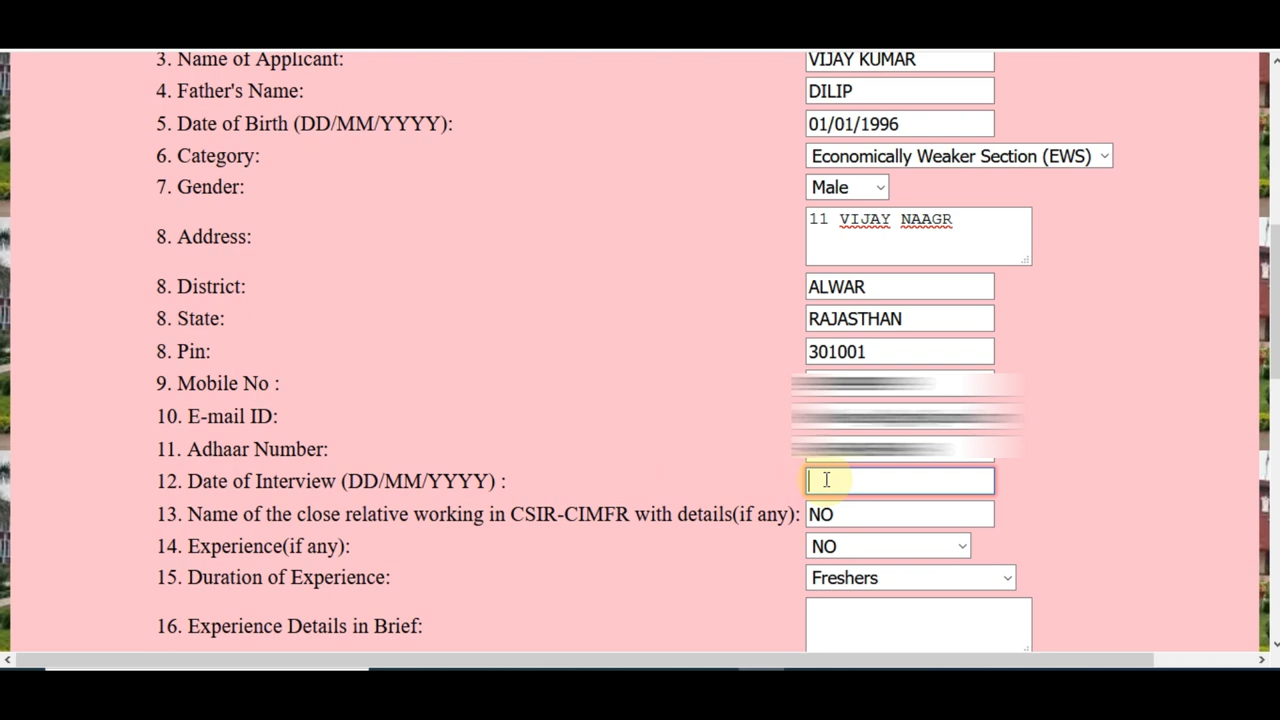 3. Name of Applicant: VIJAY KUMAR
4. Father's Name: DILIP
5. Date of Birth (DD/MM/YYYY): 01/01/1996
6. Category: Economically Weaker Section (EWS)
7. Gender: Male
8. Address: 11 VIJAY NAAGR
8. District: ALWAR
8. State: RAJASTHAN
8. Pin: 301001
9. Mobile No :
10. E-mail ID:
11. Adhaar Number:
12. Date of Interview (DD/MM/YYYY) :
13. Name of the close relative working in CSIR-CIMFR with details(if any): NO
14. Experience(if any): NO
15. Duration of Experience: Freshers
16. Experience Details in Brief: